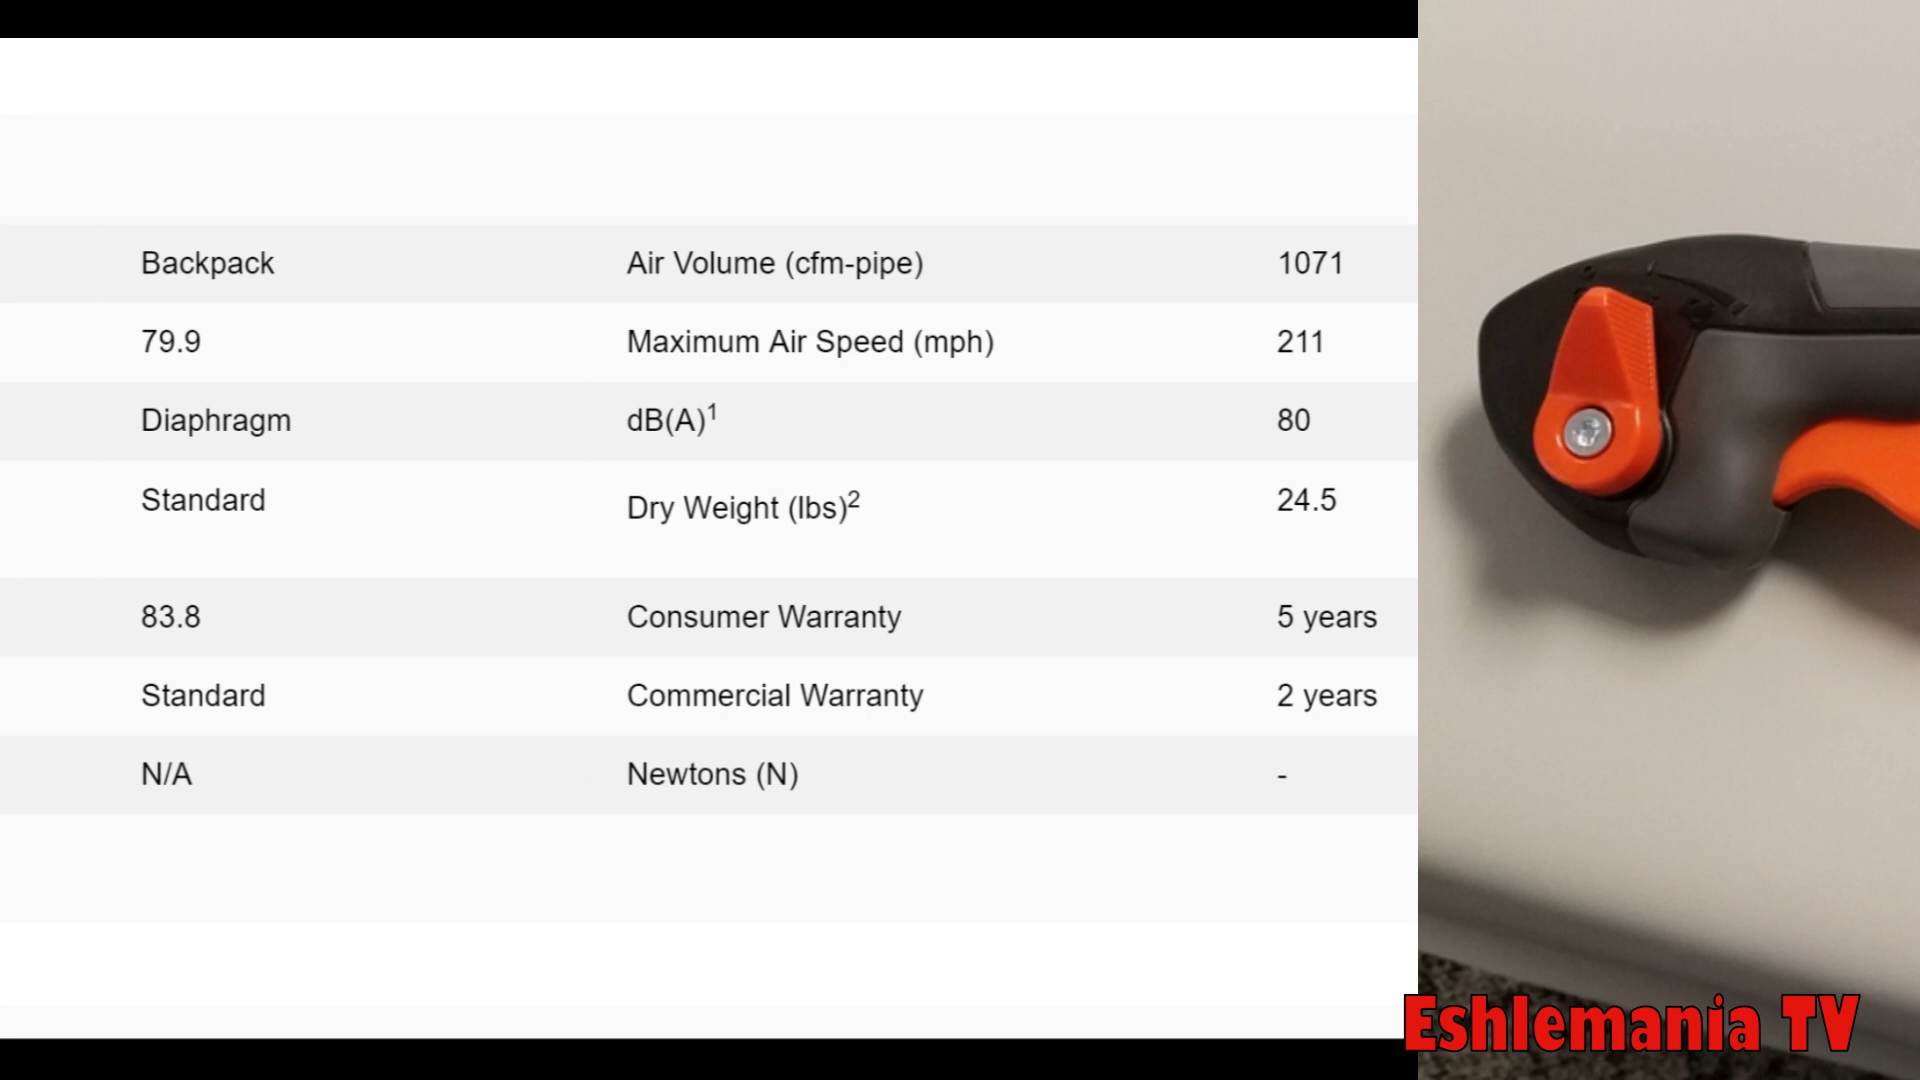 Backpack Air Volume (cfm-pipe) 1071
79.9 Maximum Air Speed (mph) 211
Diaphragm dB(A)1 80
Standard Dry Weight (lbs)2 24.5
83.8 Consumer Warranty 5 years
Standard Commercial Warranty 2 years
N/A Newtons (N) -
Eshlemania TV